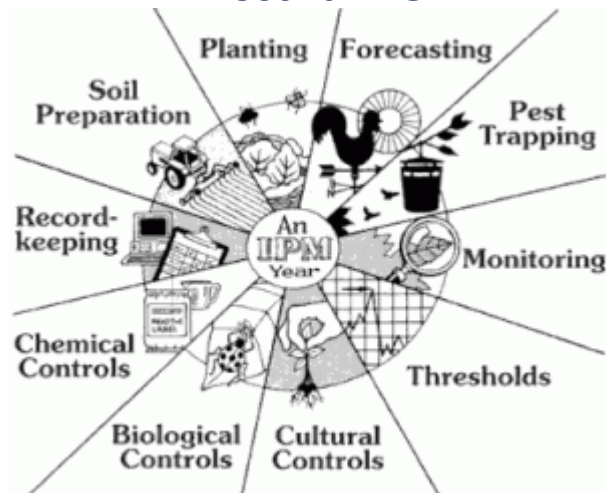 Planting
Forecasting
Pest
Trapping
Monitoring
Thresholds
Cultural
Controls
Biological
Controls
Chemical
Controls
Record-
keeping
Soil
Preparation
An
IPM
Year